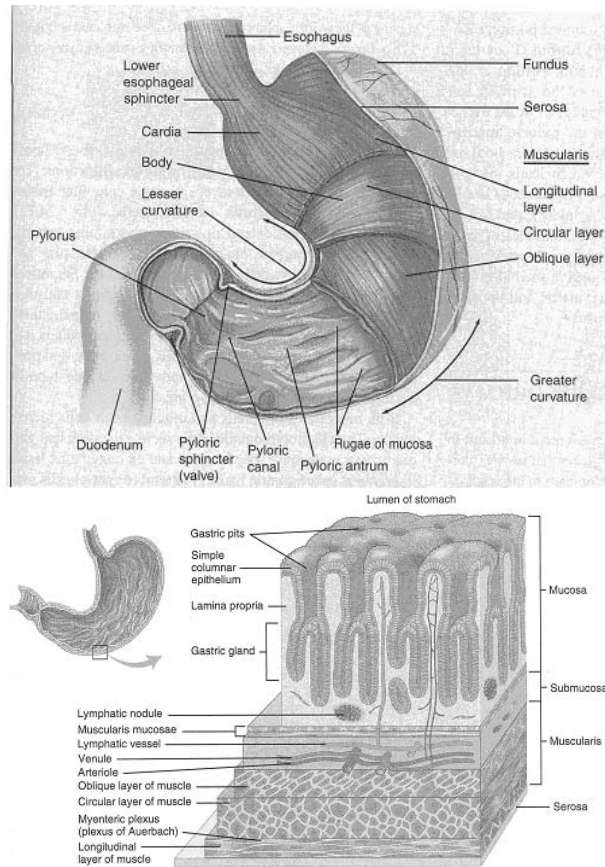 Esophagus
Fundus
Lower
esophageal
sphincter
Serosa
Cardia
Muscularis
Body
Longitudinal
layer
Lesser
curvature
Circular layer
Pylorus
Oblique layer
Greater
curvature
Duodenum
Pyloric
sphincter
(valve)
Pyloric
canal
Pyloric antrum
Rugae of mucosa
Lumen of stomach
Gastric pits
Simple
columnar
epithelium
Mucosa
Lamina propria
Gastric gland
Submucosa
Lymphatic nodule
Muscularis mucosae
Muscularis
Lymphatic vessel
Venule
Arteriole
Oblique layer of muscle
Circular layer of muscle
Serosa
Myenteric plexus
(plexus of Auerbach)
Longitudinal
layer of muscle